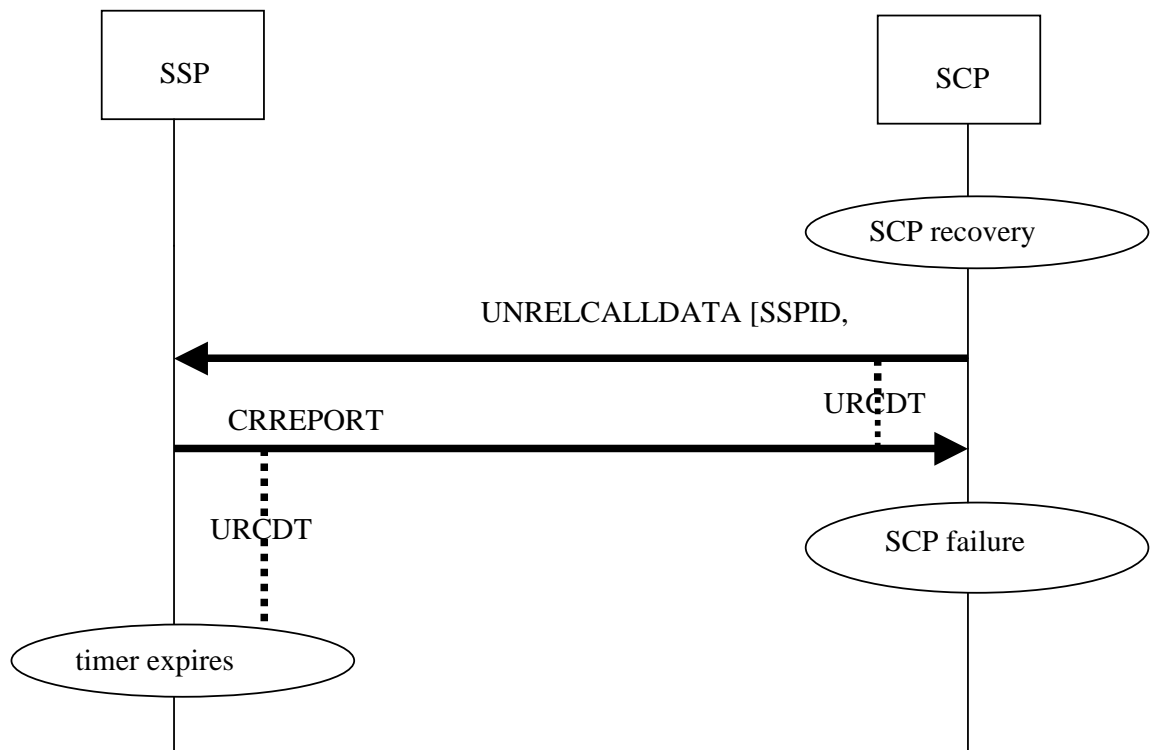 SSP
SCP
SCP recovery
UNRELCALLDATA [SSPID,
URCDT
CRREPORT
URCDT
SCP failure
timer expires